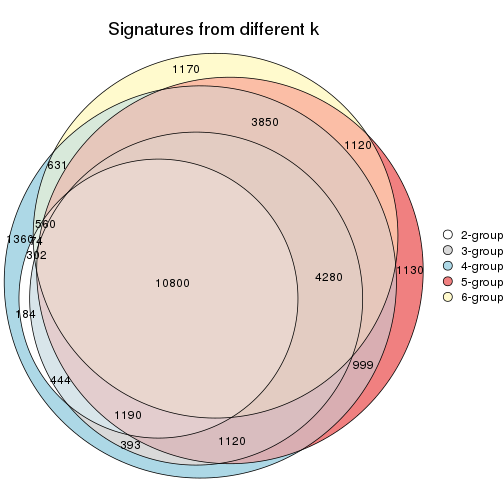 Signatures from different k
1170
3850
1120
631
560
1360
74
302
10800
4280
1130
184
999
444
1190
393
1120
2-group
3-group
4-group
5-group
6-group